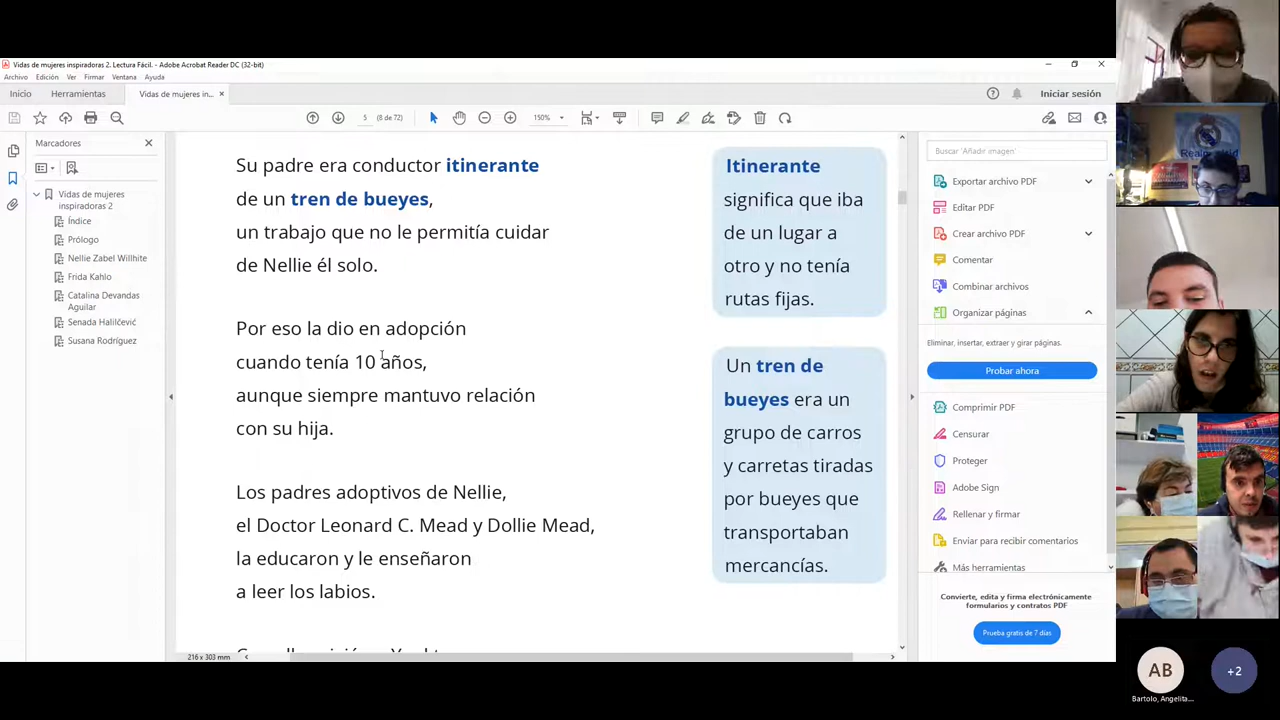 Vidas de mujeres inspiradoras 2. Lectura Fácil. - Adobe Acrobat Reader DC (32-bit)
Archivo Edición Ver Firmar Ventana Ayuda
Inicio Herramientas Vidas de mujeres in... × Iniciar sesión
5 (8 de 72) 150%
Marcadores
Vidas de mujeres
inspiradoras 2
Índice
Prólogo
Nellie Zabel Willhite
Frida Kahlo
Catalina Devandas
Aguilar
Senada Halilčević
Susana Rodríguez
Su padre era conductor itinerante
de un tren de bueyes,
un trabajo que no le permitía cuidar
de Nellie él solo.
Por eso la dio en adopción
cuando tenía 10 años,
aunque siempre mantuvo relación
con su hija.
Los padres adoptivos de Nellie,
el Doctor Leonard C. Mead y Dollie Mead,
la educaron y le enseñaron
a leer los labios.
Itinerante
significa que iba
de un lugar a
otro y no tenía
rutas fijas.
Un tren de
bueyes era un
grupo de carros
y carretas tiradas
por bueyes que
transportaban
mercancías.
216 x 303 mm
Buscar 'Añadir imagen'
Exportar archivo PDF
Editar PDF
Crear archivo PDF
Comentar
Combinar archivos
Organizar páginas
Eliminar, insertar, extraer y girar páginas.
Probar ahora
Comprimir PDF
Censurar
Proteger
Adobe Sign
Rellenar y firmar
Enviar para recibir comentarios
Más herramientas
Convierte, edita y firma electrónicamente
formularios y contratos PDF
Prueba gratis de 7 días
AB
+2
Bartolo, Angelita...